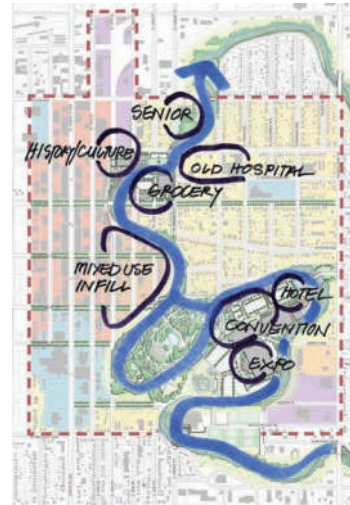 SENIOR
HISTORY/CULTURE
OLD HOSPITAL
GROCERY
MIXED USE
INFILL
HOTEL
CONVENTION
EXPO